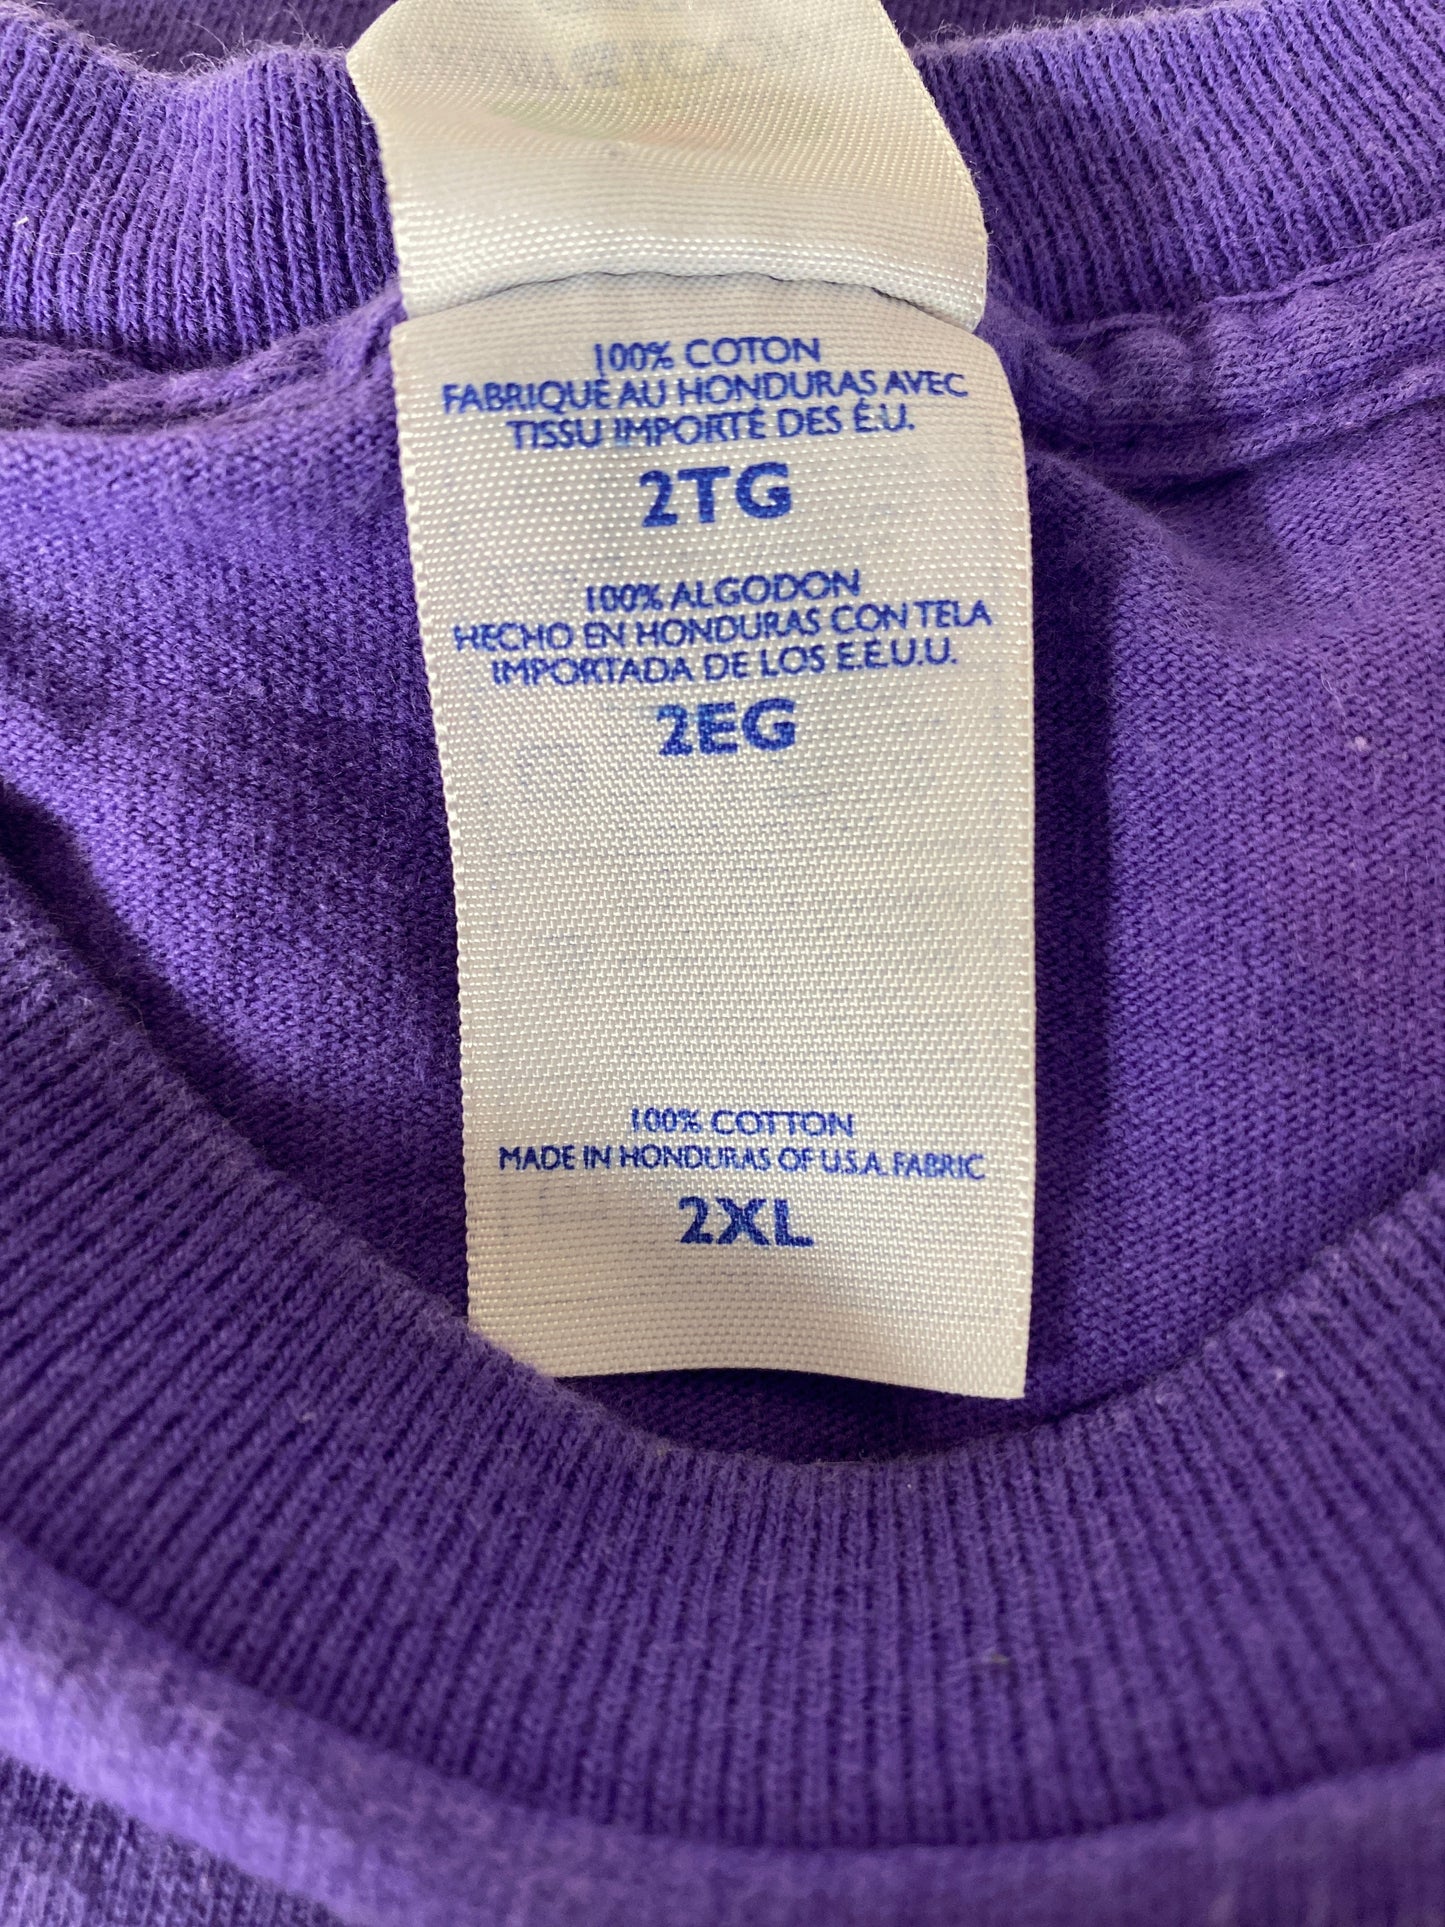 100% COTON
FABRIQUÉ AU HONDURAS AVEC
TISSU IMPORTÉ DES É.U.
2TG
100% ALGODON
HECHO EN HONDURAS CON TELA
IMPORTADA DE LOS E.E.U.U.
2EG
100% COTTON
MADE IN HONDURAS OF U.S.A. FABRIC
2XL